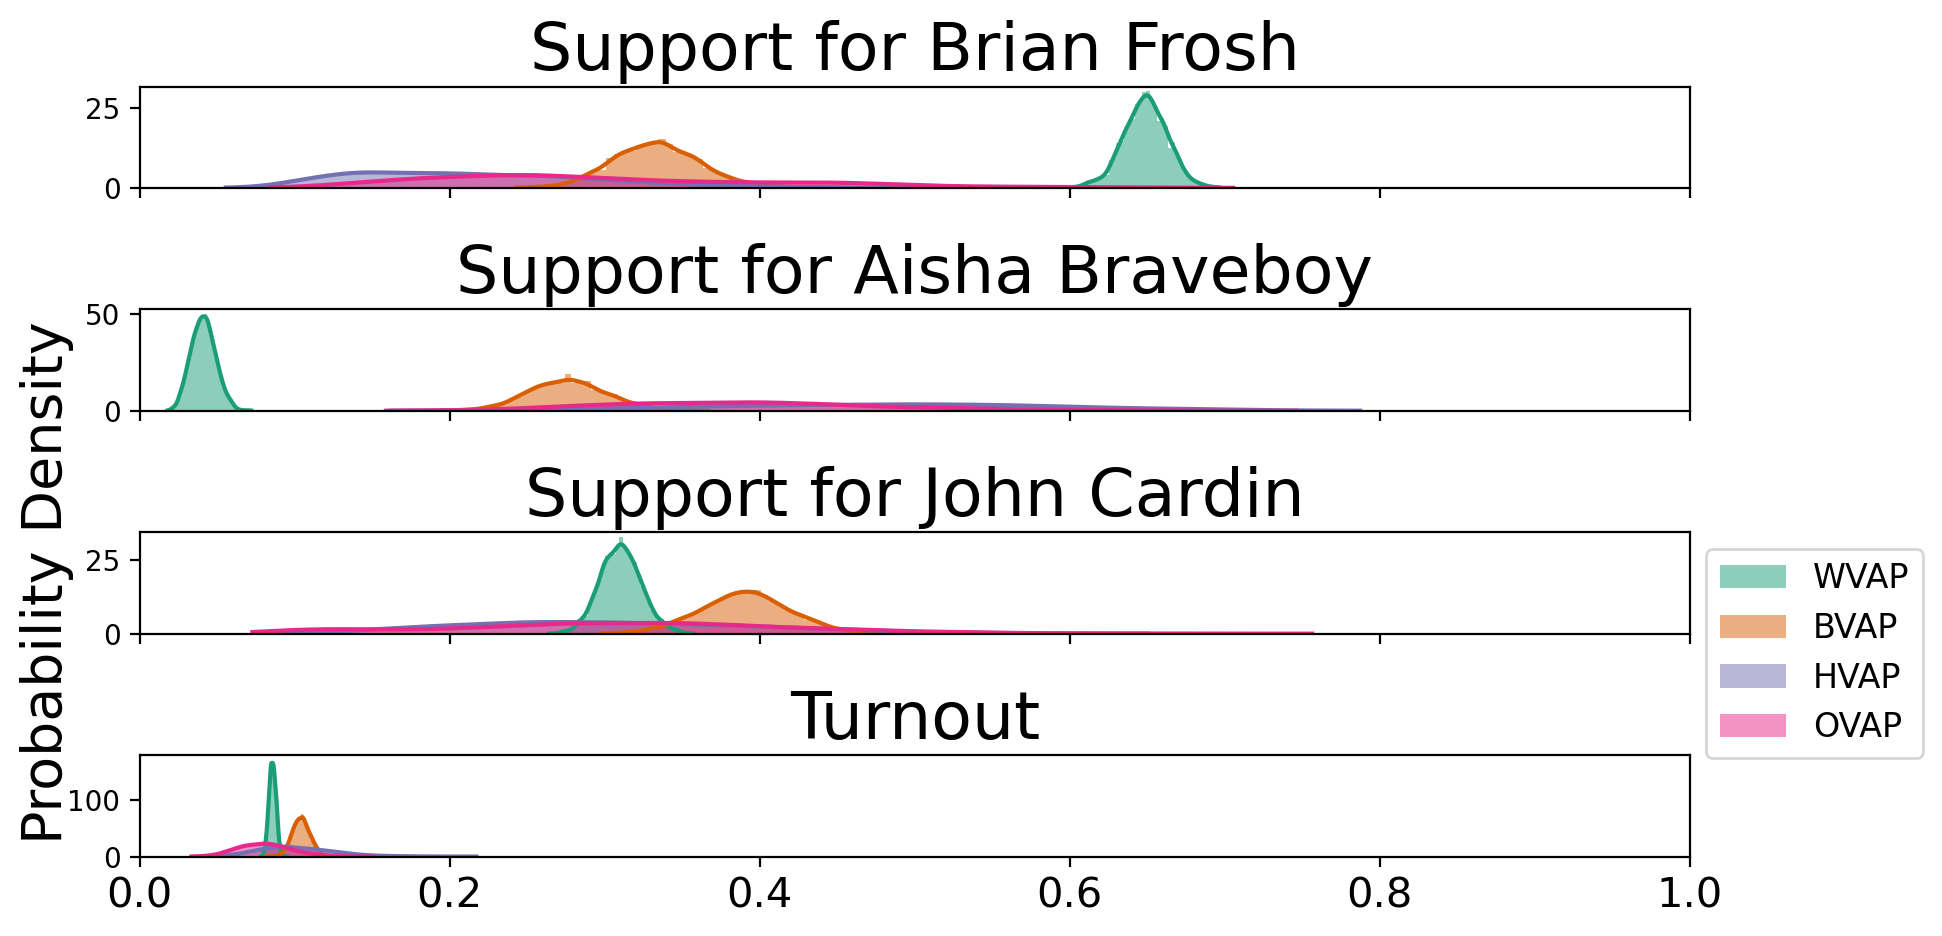 Support for Brian Frosh
25
0
Support for Aisha Braveboy
50
0
Support for John Cardin
25
0
Turnout
100
0
0.0 0.2 0.4 0.6 0.8 1.0
Probability Density
WVAP
BVAP
HVAP
OVAP